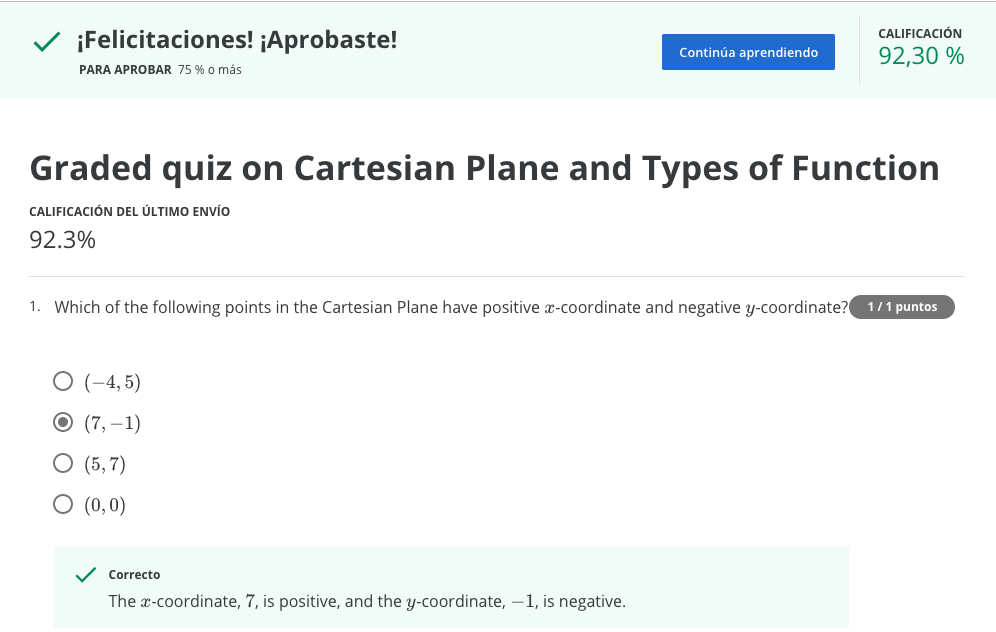 ¡Felicitaciones! ¡Aprobaste!
PARA APROBAR 75 % o más
Continúa aprendiendo
CALIFICACIÓN
92,30 %
Graded quiz on Cartesian Plane and Types of Function
CALIFICACIÓN DEL ÚLTIMO ENVÍO
92.3%
1. Which of the following points in the Cartesian Plane have positive x-coordinate and negative y-coordinate? 1 / 1 puntos
(−4, 5)
(7, −1)
(5, 7)
(0, 0)
Correcto
The x-coordinate, 7, is positive, and the y-coordinate, −1, is negative.